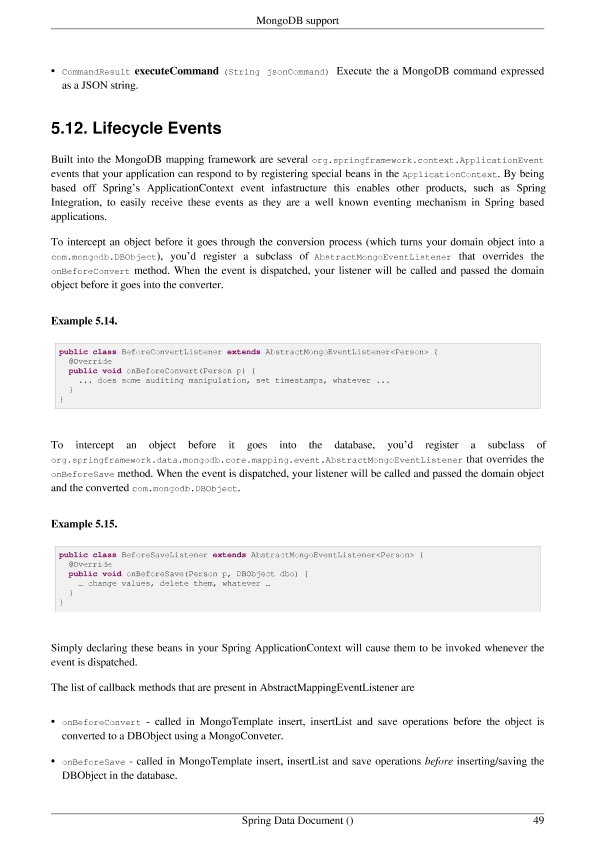 MongoDB support
• CommandResult executeCommand (String jsonCommand) Execute the a MongoDB command expressed
as a JSON string.
5.12. Lifecycle Events
Built into the MongoDB mapping framework are several org.springframework.context.ApplicationEvent
events that your application can respond to by registering special beans in the ApplicationContext. By being
based off Spring's ApplicationContext event infastructure this enables other products, such as Spring
Integration, to easily receive these events as they are a well known eventing mechanism in Spring based
applications.
To intercept an object before it goes through the conversion process (which turns your domain object into a
com.mongodb.DBObject), you'd register a subclass of AbstractMongoEventListener that overrides the
onBeforeConvert method. When the event is dispatched, your listener will be called and passed the domain
object before it goes into the converter.
Example 5.14.
public class BeforeConvertListener extends AbstractMongoEventListener<Person> {
@Override
public void onBeforeConvert(Person p) {
... does some auditing manipulation, set timestamps, whatever ...
}
}
To intercept an object before it goes into the database, you'd register a subclass of
org.springframework.data.mongodb.core.mapping.event.AbstractMongoEventListener that overrides the
onBeforeSave method. When the event is dispatched, your listener will be called and passed the domain object
and the converted com.mongodb.DBObject.
Example 5.15.
public class BeforeSaveListener extends AbstractMongoEventListener<Person> {
@Override
public void onBeforeSave(Person p, DBObject dbo) {
… change values, delete them, whatever …
}
}
Simply declaring these beans in your Spring ApplicationContext will cause them to be invoked whenever the
event is dispatched.
The list of callback methods that are present in AbstractMappingEventListener are
• onBeforeConvert - called in MongoTemplate insert, insertList and save operations before the object is
converted to a DBObject using a MongoConveter.
• onBeforeSave - called in MongoTemplate insert, insertList and save operations before inserting/saving the
DBObject in the database.
Spring Data Document () 49